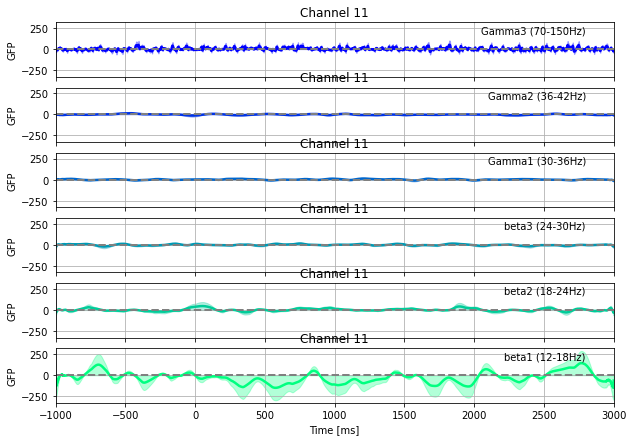 Channel 11
GFP
250
0
−250
Gamma3 (70-150Hz)
Channel 11
GFP
250
0
−250
Gamma2 (36-42Hz)
Channel 11
GFP
250
0
−250
Gamma1 (30-36Hz)
Channel 11
GFP
250
0
−250
beta3 (24-30Hz)
Channel 11
GFP
250
0
−250
beta2 (18-24Hz)
Channel 11
GFP
250
0
−250
beta1 (12-18Hz)
−1000 −500 0 500 1000 1500 2000 2500 3000
Time [ms]